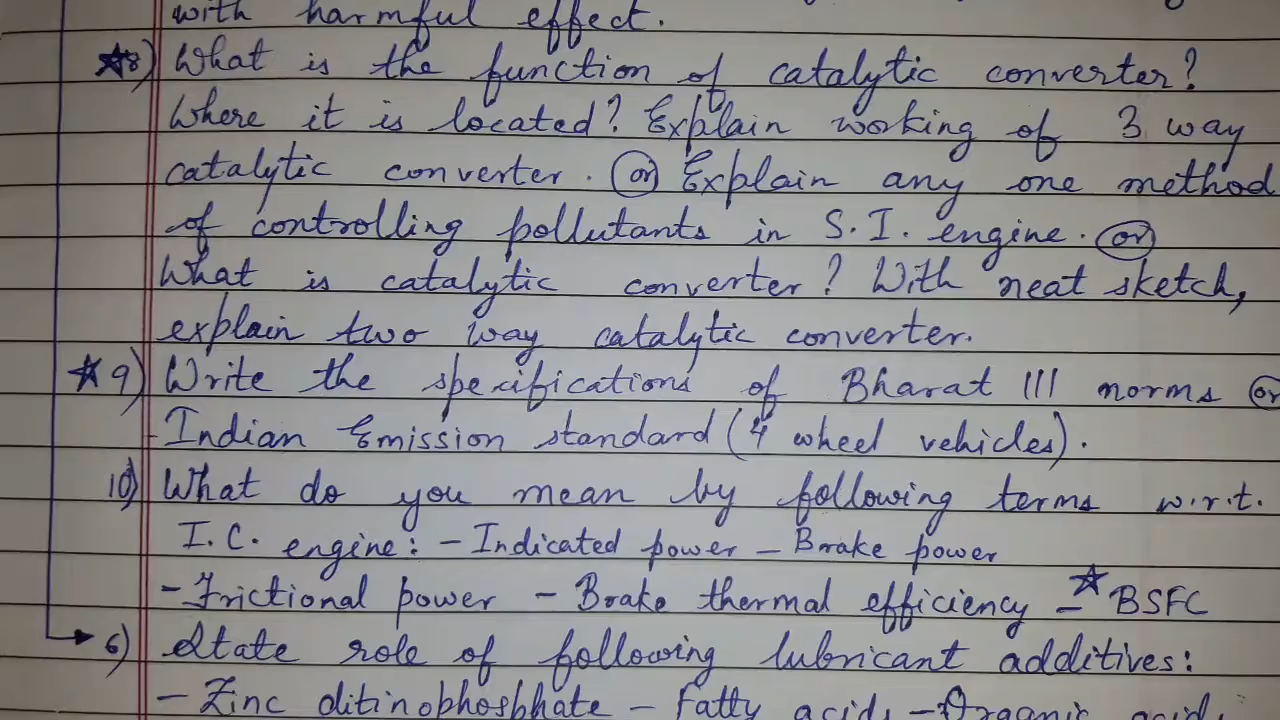 with harmful effect.
★8) What is the function of catalytic converter?
Where it is located? Explain working of 3 way
catalytic converter. or Explain any one method
of controlling pollutants in S.I. engine. or
What is catalytic converter? With neat sketch,
explain two way catalytic converter.
★ 9) Write the specifications of Bharat III norms or
Indian Emission standard (4 wheel vehicles).
10) What do you mean by following terms w.r.t.
I.C. engine: - Indicated power - Brake power
- Frictional power - Brake thermal efficiency - ★ BSFC
6) State role of following lubricant additives:
- Zinc ditinophosphate - Fatty acid, - Organic acid,